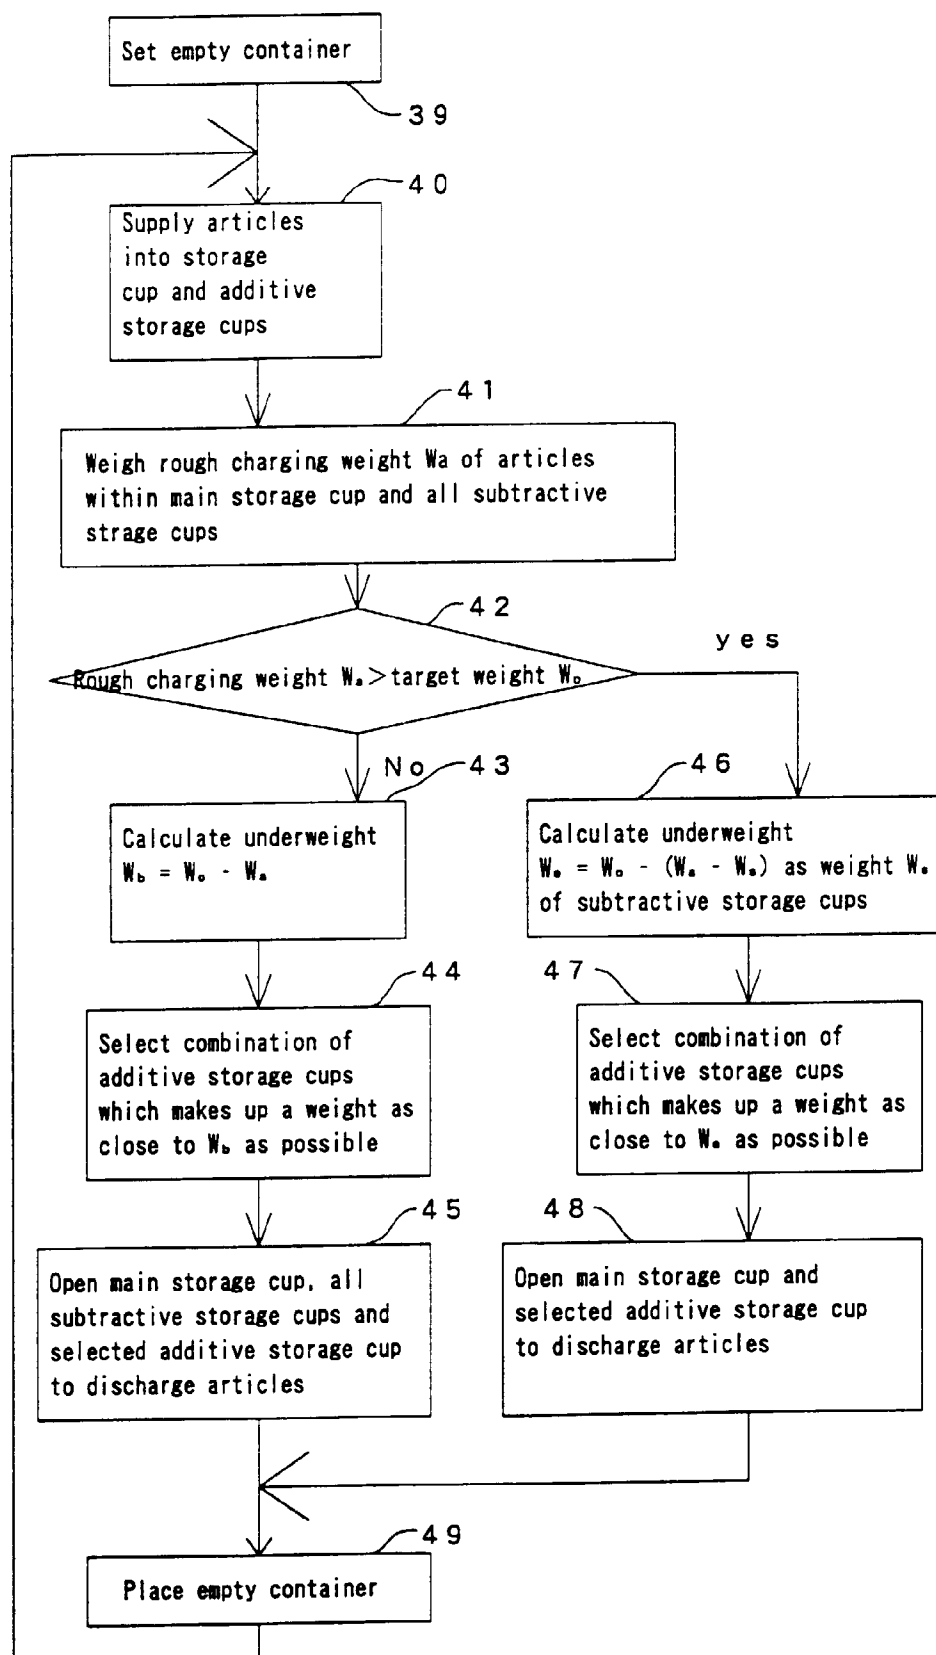 Set empty container
39
40
Supply articles
into storage
cup and additive
storage cups
41
Weigh rough charging weight Wa of articles
within main storage cup and all subtractive
strage cups
42
yes
Rough charging weight Wa > target weight Wo
No
43
46
Calculate underweight
Wb = Wo - Wa
Calculate underweight
W = Wo - (Wa - W) as weight W
of subtractive storage cups
44
47
Select combination of
additive storage cups
which makes up a weight as
close to Wb as possible
Select combination of
additive storage cups
which makes up a weight as
close to W as possible
45
48
Open main storage cup, all
subtractive storage cups and
selected additive storage cup
to discharge articles
Open main storage cup and
selected additive storage cup
to discharge articles
49
Place empty container